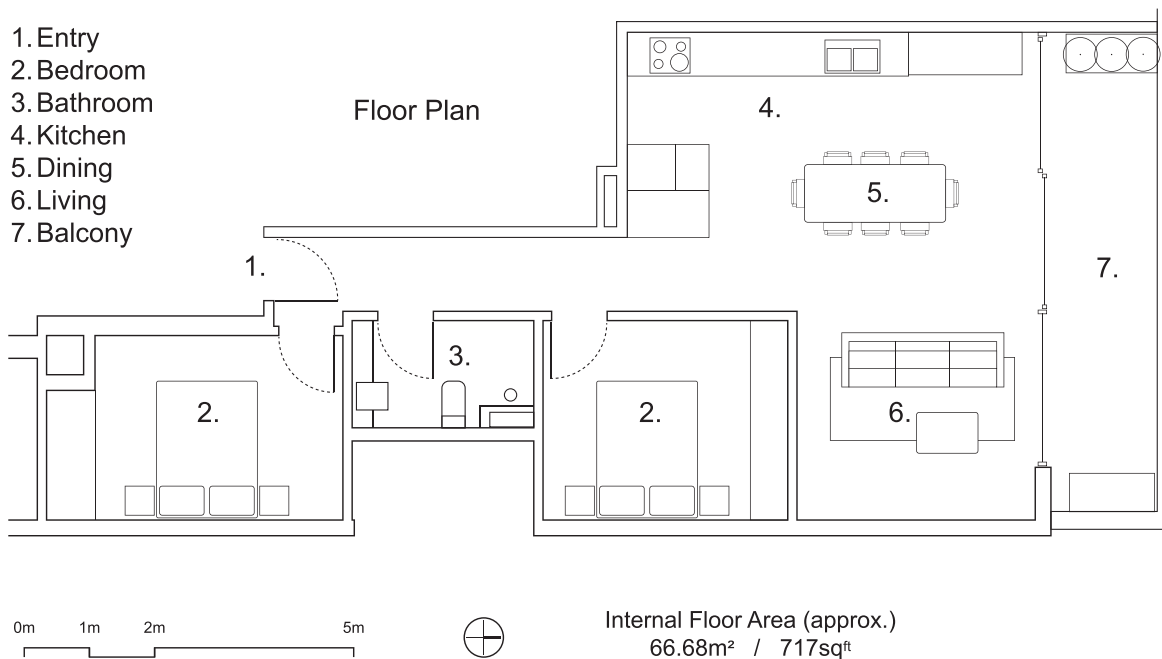 1. Entry
2. Bedroom
3. Bathroom
4. Kitchen
5. Dining
6. Living
7. Balcony
Floor Plan
4.
5.
1.
7.
3.
2.
2.
6.
0m 1m 2m 5m
Internal Floor Area (approx.)
66.68m² / 717sqft